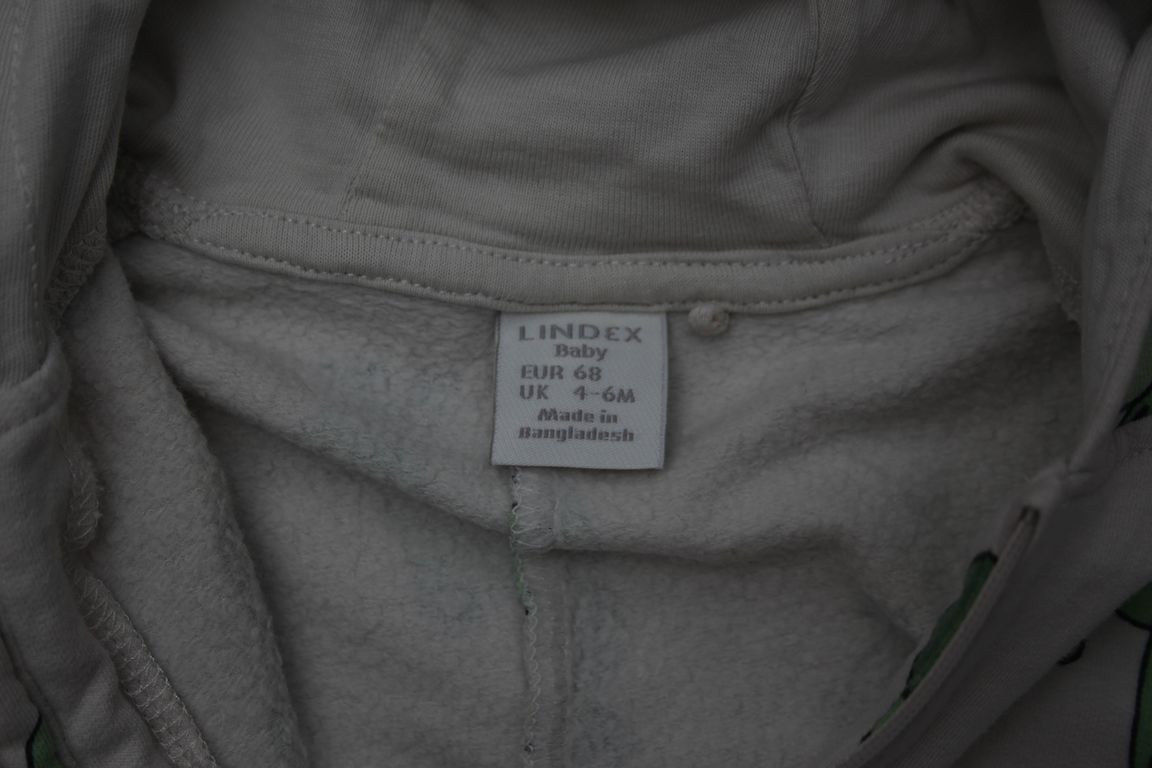 LINDEX
Baby
EUR 68
UK 4-6M
Made in
Bangladesh